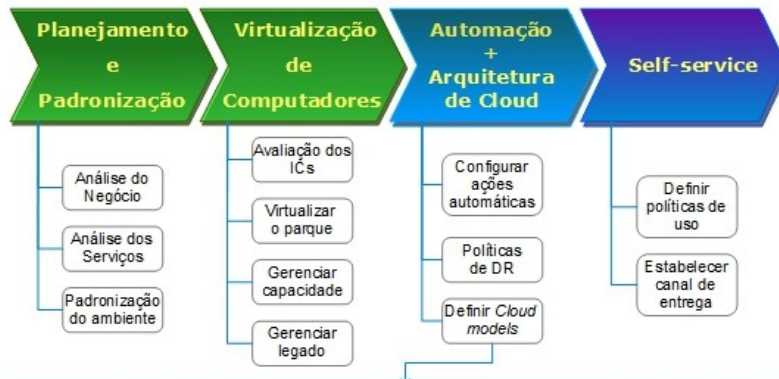 Planejamento
e
Padronização
Virtualização
de
Computadores
Automação
+
Arquitetura
de Cloud
Self-service
Análise do
Negócio
Análise dos
Serviços
Padronização
do ambiente
Avaliação dos
ICs
Virtualizar
o parque
Gerenciar
capacidade
Gerenciar
legado
Configurar
ações
automáticas
Políticas
de DR
Definir Cloud
models
Definir
políticas de
uso
Estabelecer
canal de
entrega